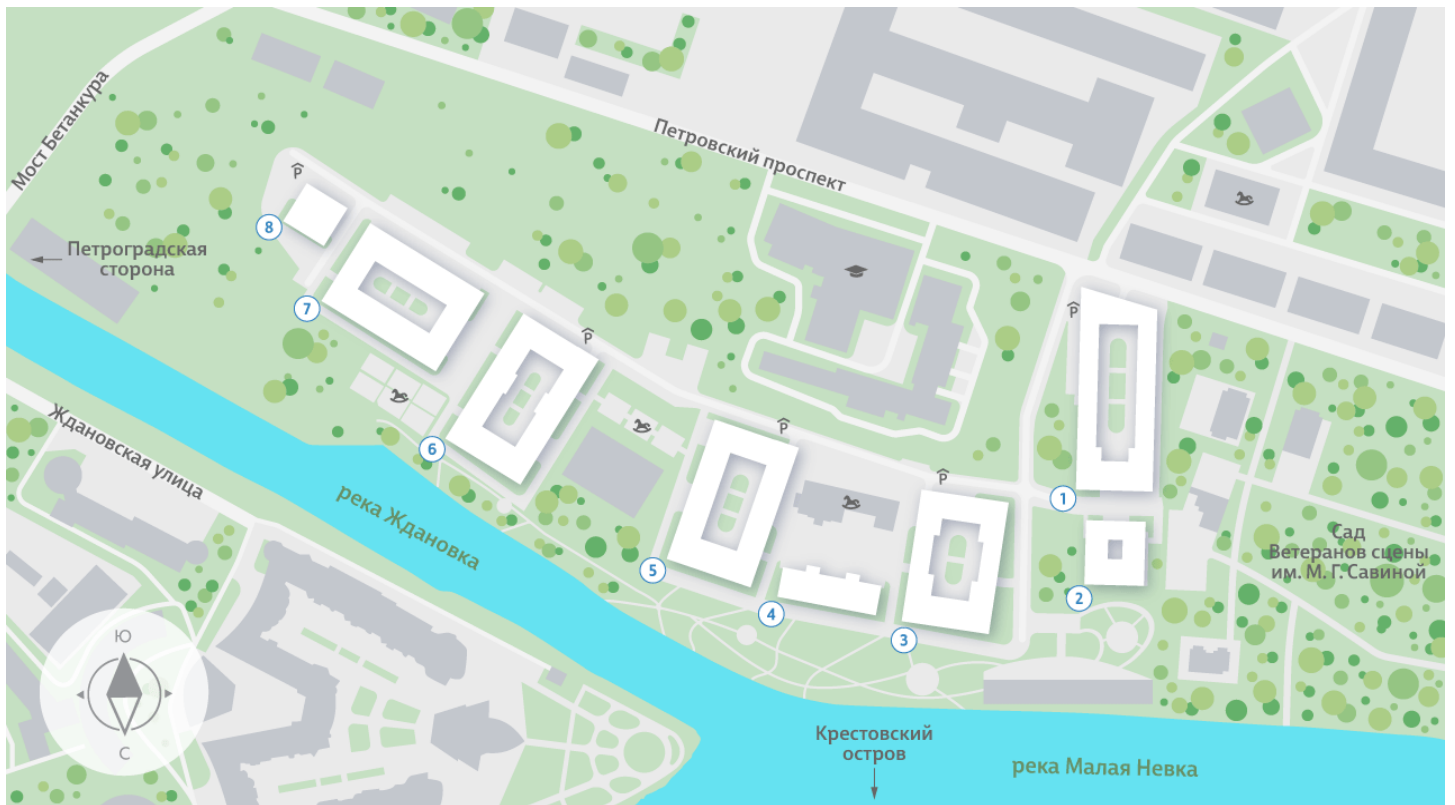 Мост Бетанкура
Петровский проспект
P
8
Петроградская
сторона
7
P
P
6
Ждановская улица
река Ждановка
P
P
1
5
4
3
2
Сад
Ветеранов сцены
им. М. Г. Савиной
Ю
С
Крестовский
остров
река Малая Невка